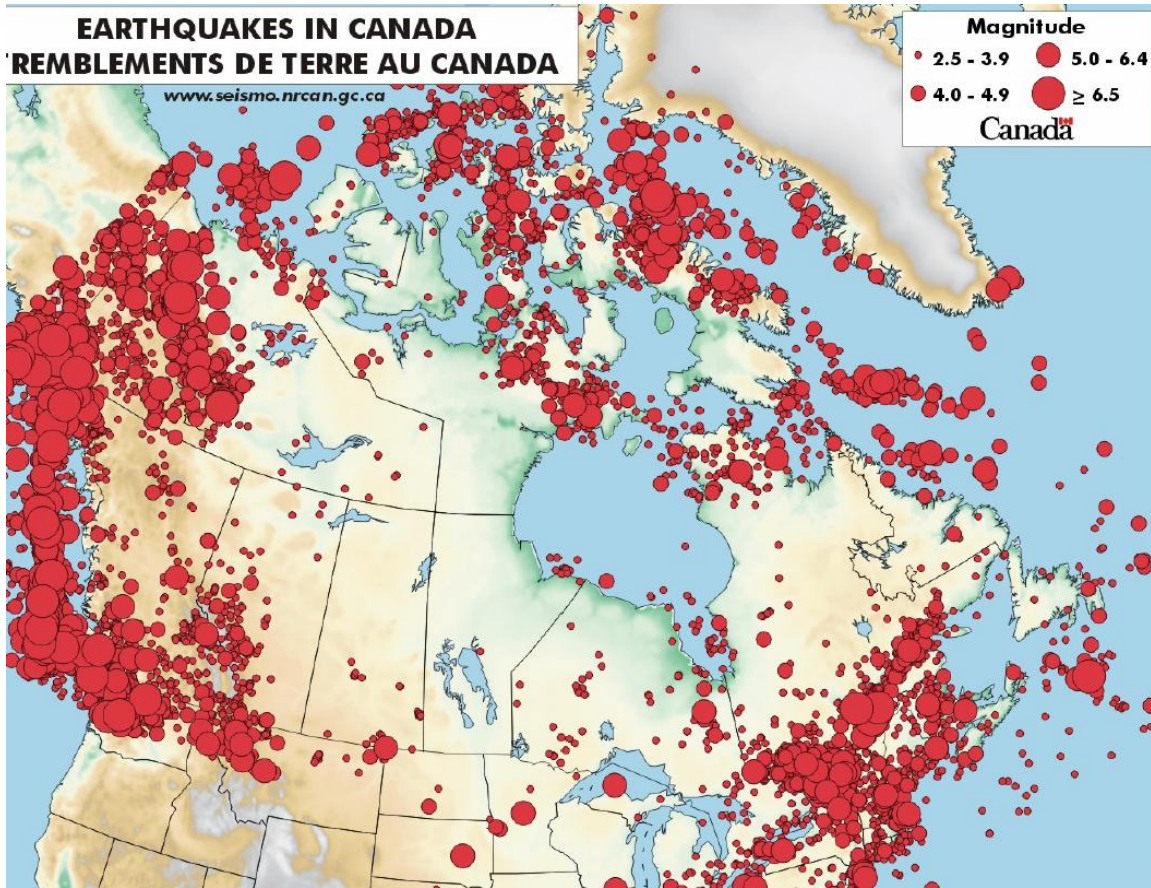 EARTHQUAKES IN CANADA
TREMBLEMENTS DE TERRE AU CANADA
www.seismo.nrcan.gc.ca
Magnitude
2.5 - 3.9
5.0 - 6.4
4.0 - 4.9
≥ 6.5
Canada